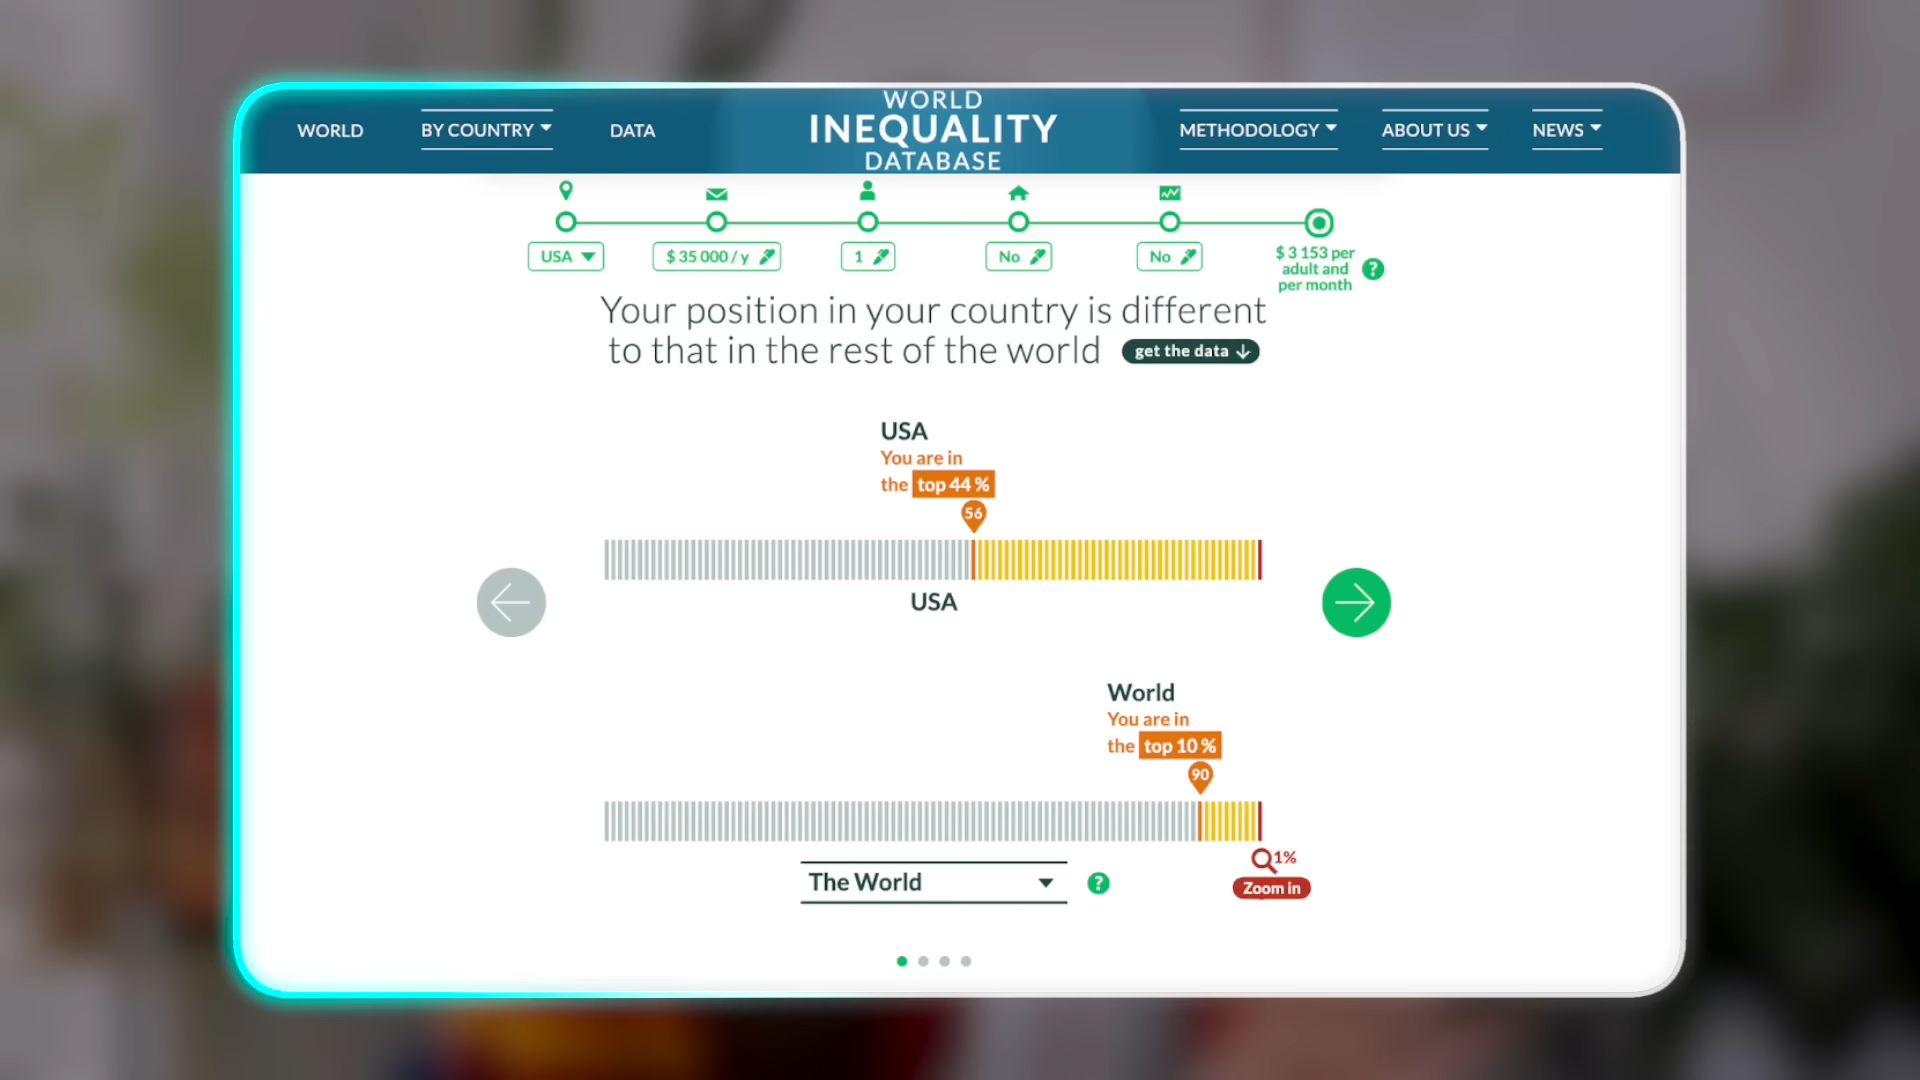 WORLD
BY COUNTRY
DATA
WORLD
INEQUALITY
DATABASE
METHODOLOGY
ABOUT US
NEWS
USA
$ 35 000 / y
1
No
No
$ 3 153 per
adult and
per month
?
Your position in your country is different
to that in the rest of the world
get the data
USA
You are in
the top 44 %
56
USA
World
You are in
the top 10 %
90
1%
Zoom in
The World
?